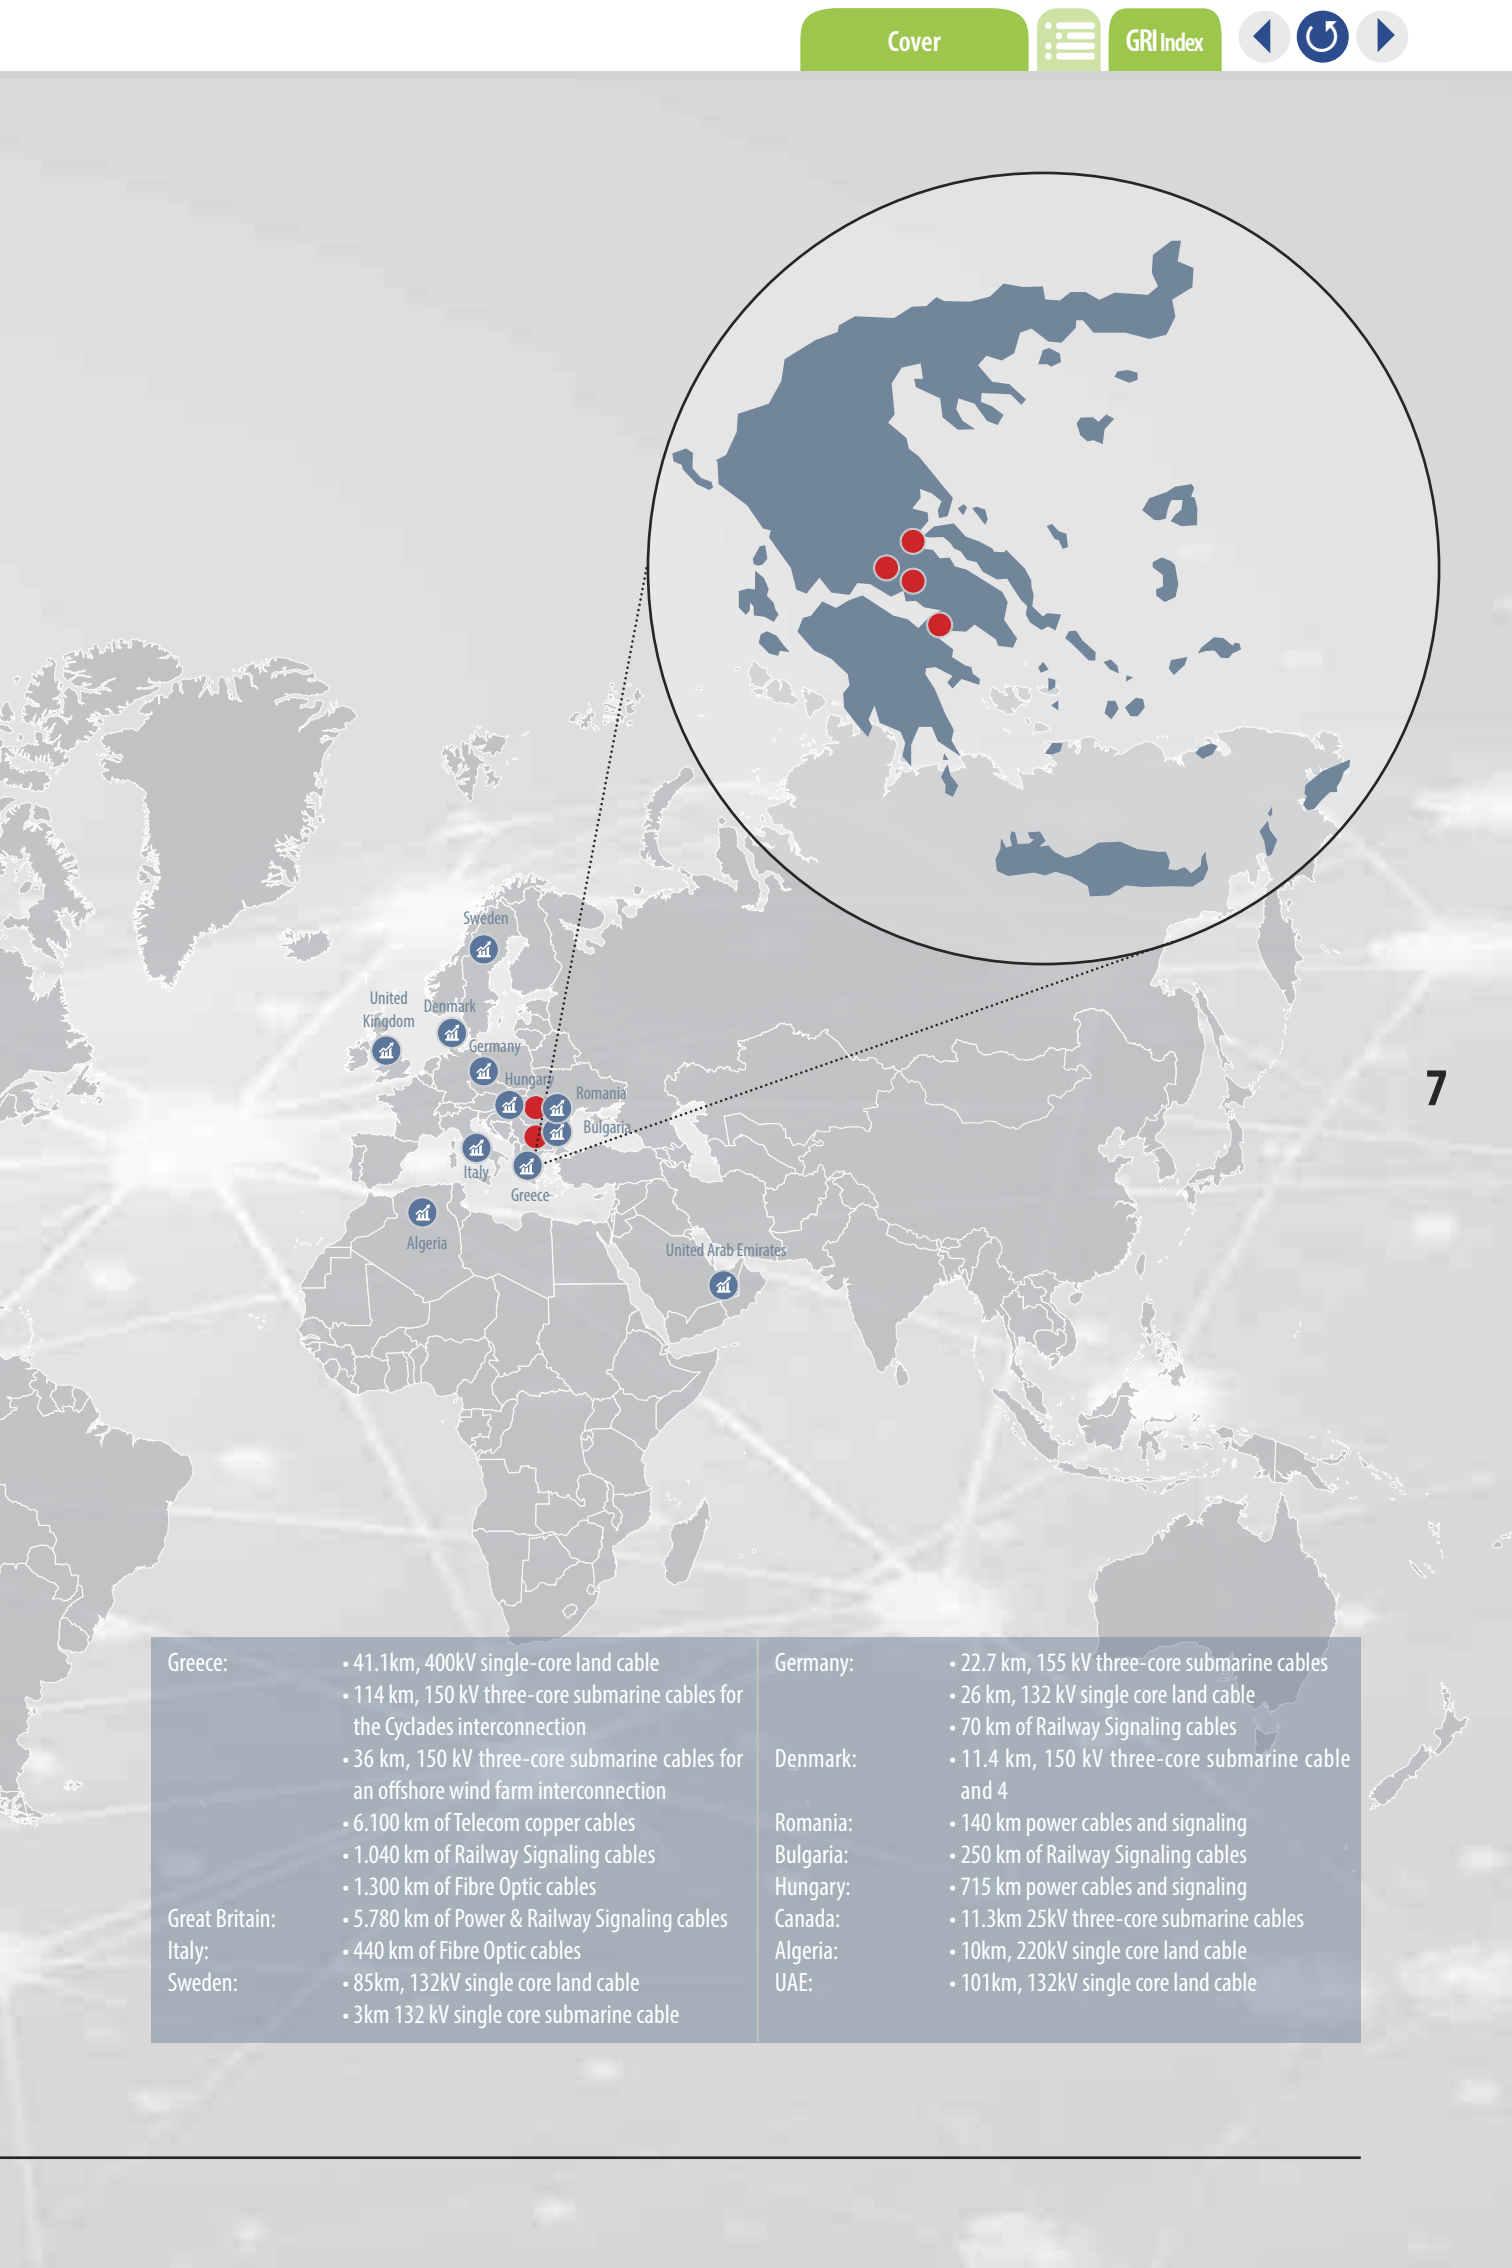 Cover
GRI Index
Sweden
United
Kingdom
Denmark
Germany
Hungary
Romania
Bulgaria
Italy
Greece
Algeria
United Arab Emirates
7
Greece:
• 41.1km, 400kV single-core land cable
• 114 km, 150 kV three-core submarine cables for
the Cyclades interconnection
• 36 km, 150 kV three-core submarine cables for
an offshore wind farm interconnection
• 6.100 km of Telecom copper cables
• 1.040 km of Railway Signaling cables
• 1.300 km of Fibre Optic cables
Great Britain:
• 5.780 km of Power & Railway Signaling cables
Italy:
• 440 km of Fibre Optic cables
Sweden:
• 85km, 132kV single core land cable
• 3km 132 kV single core submarine cable
Germany:
• 22.7 km, 155 kV three-core submarine cables
• 26 km, 132 kV single core land cable
• 70 km of Railway Signaling cables
Denmark:
• 11.4 km, 150 kV three-core submarine cable
and 4
Romania:
• 140 km power cables and signaling
Bulgaria:
• 250 km of Railway Signaling cables
Hungary:
• 715 km power cables and signaling
Canada:
• 11.3km 25kV three-core submarine cables
Algeria:
• 10km, 220kV single core land cable
UAE:
• 101km, 132kV single core land cable